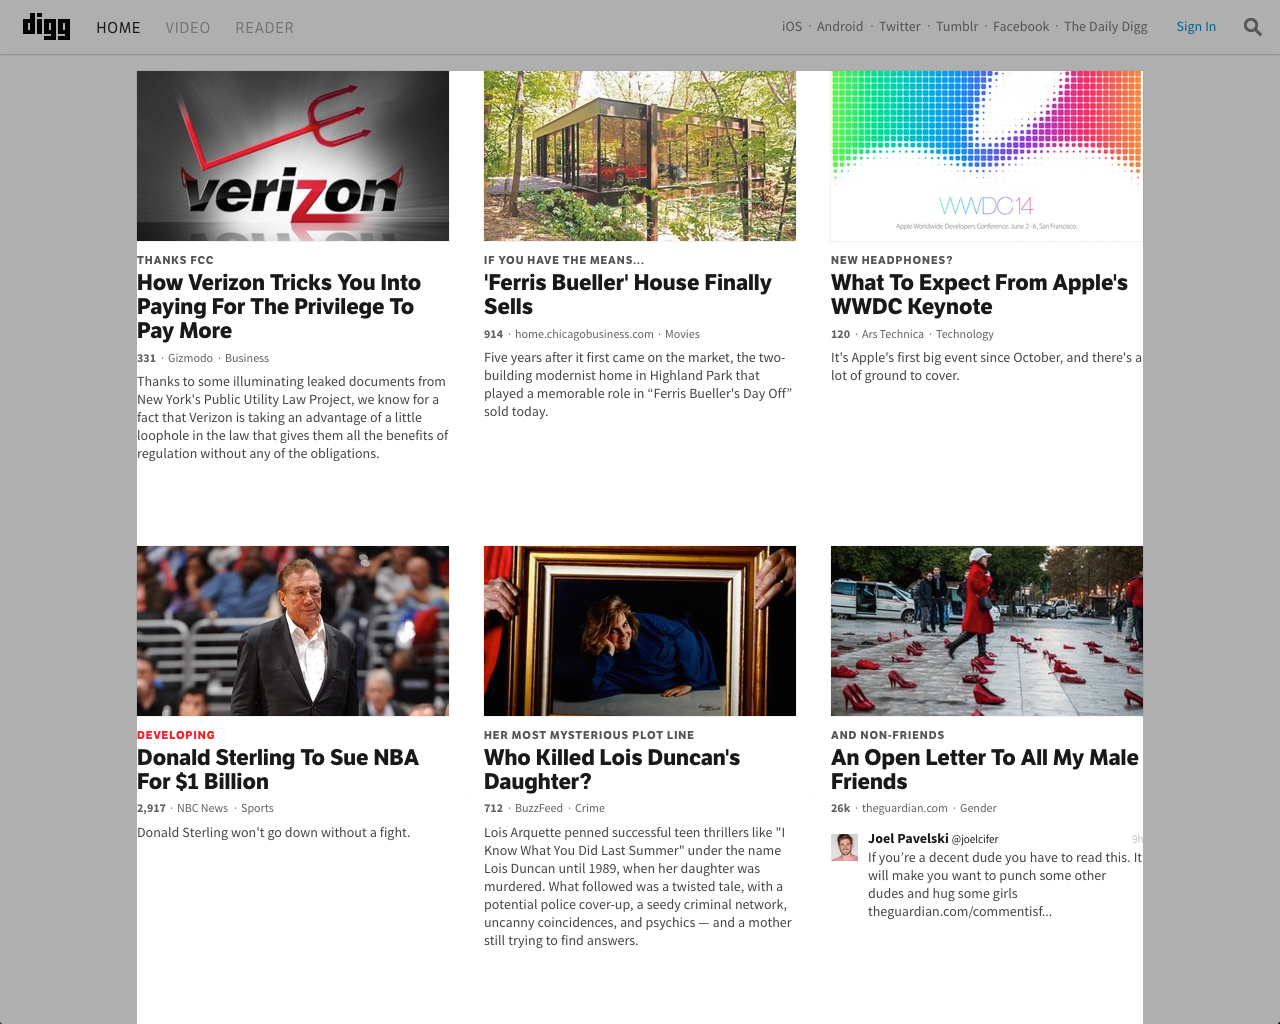 digg HOME VIDEO READER iOS · Android · Twitter · Tumblr · Facebook · The Daily Digg Sign In
verizon
WWDC14
Apple Worldwide Developers Conference. June 2–6, San Francisco.
THANKS FCC
How Verizon Tricks You Into
Paying For The Privilege To
Pay More
331 · Gizmodo · Business
Thanks to some illuminating leaked documents from
New York's Public Utility Law Project, we know for a
fact that Verizon is taking an advantage of a little
loophole in the law that gives them all the benefits of
regulation without any of the obligations.
IF YOU HAVE THE MEANS...
'Ferris Bueller' House Finally
Sells
914 · home.chicagobusiness.com · Movies
Five years after it first came on the market, the two-
building modernist home in Highland Park that
played a memorable role in “Ferris Bueller's Day Off”
sold today.
NEW HEADPHONES?
What To Expect From Apple's
WWDC Keynote
120 · Ars Technica · Technology
It's Apple's first big event since October, and there's a
lot of ground to cover.
DEVELOPING
Donald Sterling To Sue NBA
For $1 Billion
2,917 · NBC News · Sports
Donald Sterling won't go down without a fight.
HER MOST MYSTERIOUS PLOT LINE
Who Killed Lois Duncan's
Daughter?
712 · BuzzFeed · Crime
Lois Arquette penned successful teen thrillers like "I
Know What You Did Last Summer" under the name
Lois Duncan until 1989, when her daughter was
murdered. What followed was a twisted tale, with a
potential police cover-up, a seedy criminal network,
uncanny coincidences, and psychics — and a mother
still trying to find answers.
AND NON-FRIENDS
An Open Letter To All My Male
Friends
26k · theguardian.com · Gender
Joel Pavelski @joelcifer 9h
If you’re a decent dude you have to read this. It
will make you want to punch some other
dudes and hug some girls
theguardian.com/commentisf...